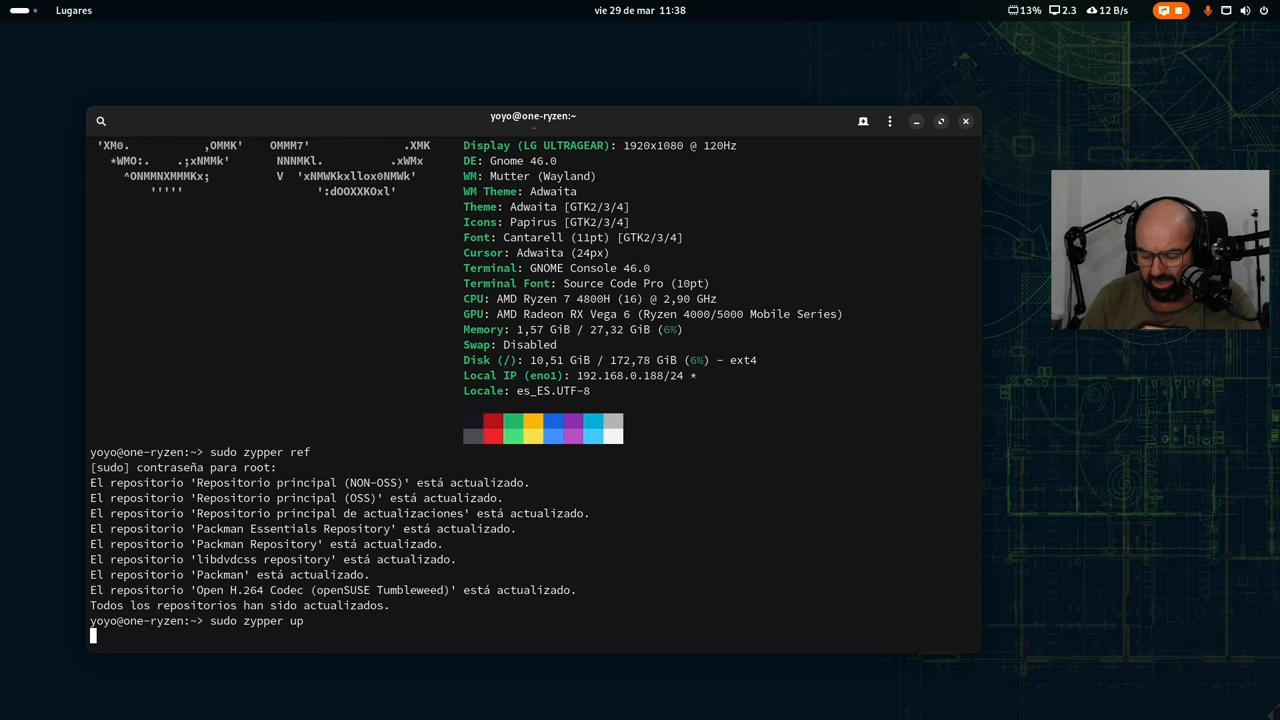 Lugares
vie 29 de mar 11:38
13% 2.3 12 B/s
yoyo@one-ryzen:~
~
'XM0. ,OMMK' OMMM7' .XMK
*WMO:. .;xNMMk' NNNMKl. .xWMx
^ONMMNXMMMKx; V 'xNMWKkxllox0NMWk'
''''' ':dOOXXKOxl'
Display (LG ULTRAGEAR): 1920x1080 @ 120Hz
DE: Gnome 46.0
WM: Mutter (Wayland)
WM Theme: Adwaita
Theme: Adwaita [GTK2/3/4]
Icons: Papirus [GTK2/3/4]
Font: Cantarell (11pt) [GTK2/3/4]
Cursor: Adwaita (24px)
Terminal: GNOME Console 46.0
Terminal Font: Source Code Pro (10pt)
CPU: AMD Ryzen 7 4800H (16) @ 2,90 GHz
GPU: AMD Radeon RX Vega 6 (Ryzen 4000/5000 Mobile Series)
Memory: 1,57 GiB / 27,32 GiB (6%)
Swap: Disabled
Disk (/): 10,51 GiB / 172,78 GiB (6%) - ext4
Local IP (eno1): 192.168.0.188/24 *
Locale: es_ES.UTF-8
yoyo@one-ryzen:~> sudo zypper ref
[sudo] contraseña para root:
El repositorio 'Repositorio principal (NON-OSS)' está actualizado.
El repositorio 'Repositorio principal (OSS)' está actualizado.
El repositorio 'Repositorio principal de actualizaciones' está actualizado.
El repositorio 'Packman Essentials Repository' está actualizado.
El repositorio 'Packman Repository' está actualizado.
El repositorio 'libdvdcss repository' está actualizado.
El repositorio 'Packman' está actualizado.
El repositorio 'Open H.264 Codec (openSUSE Tumbleweed)' está actualizado.
Todos los repositorios han sido actualizados.
yoyo@one-ryzen:~> sudo zypper up